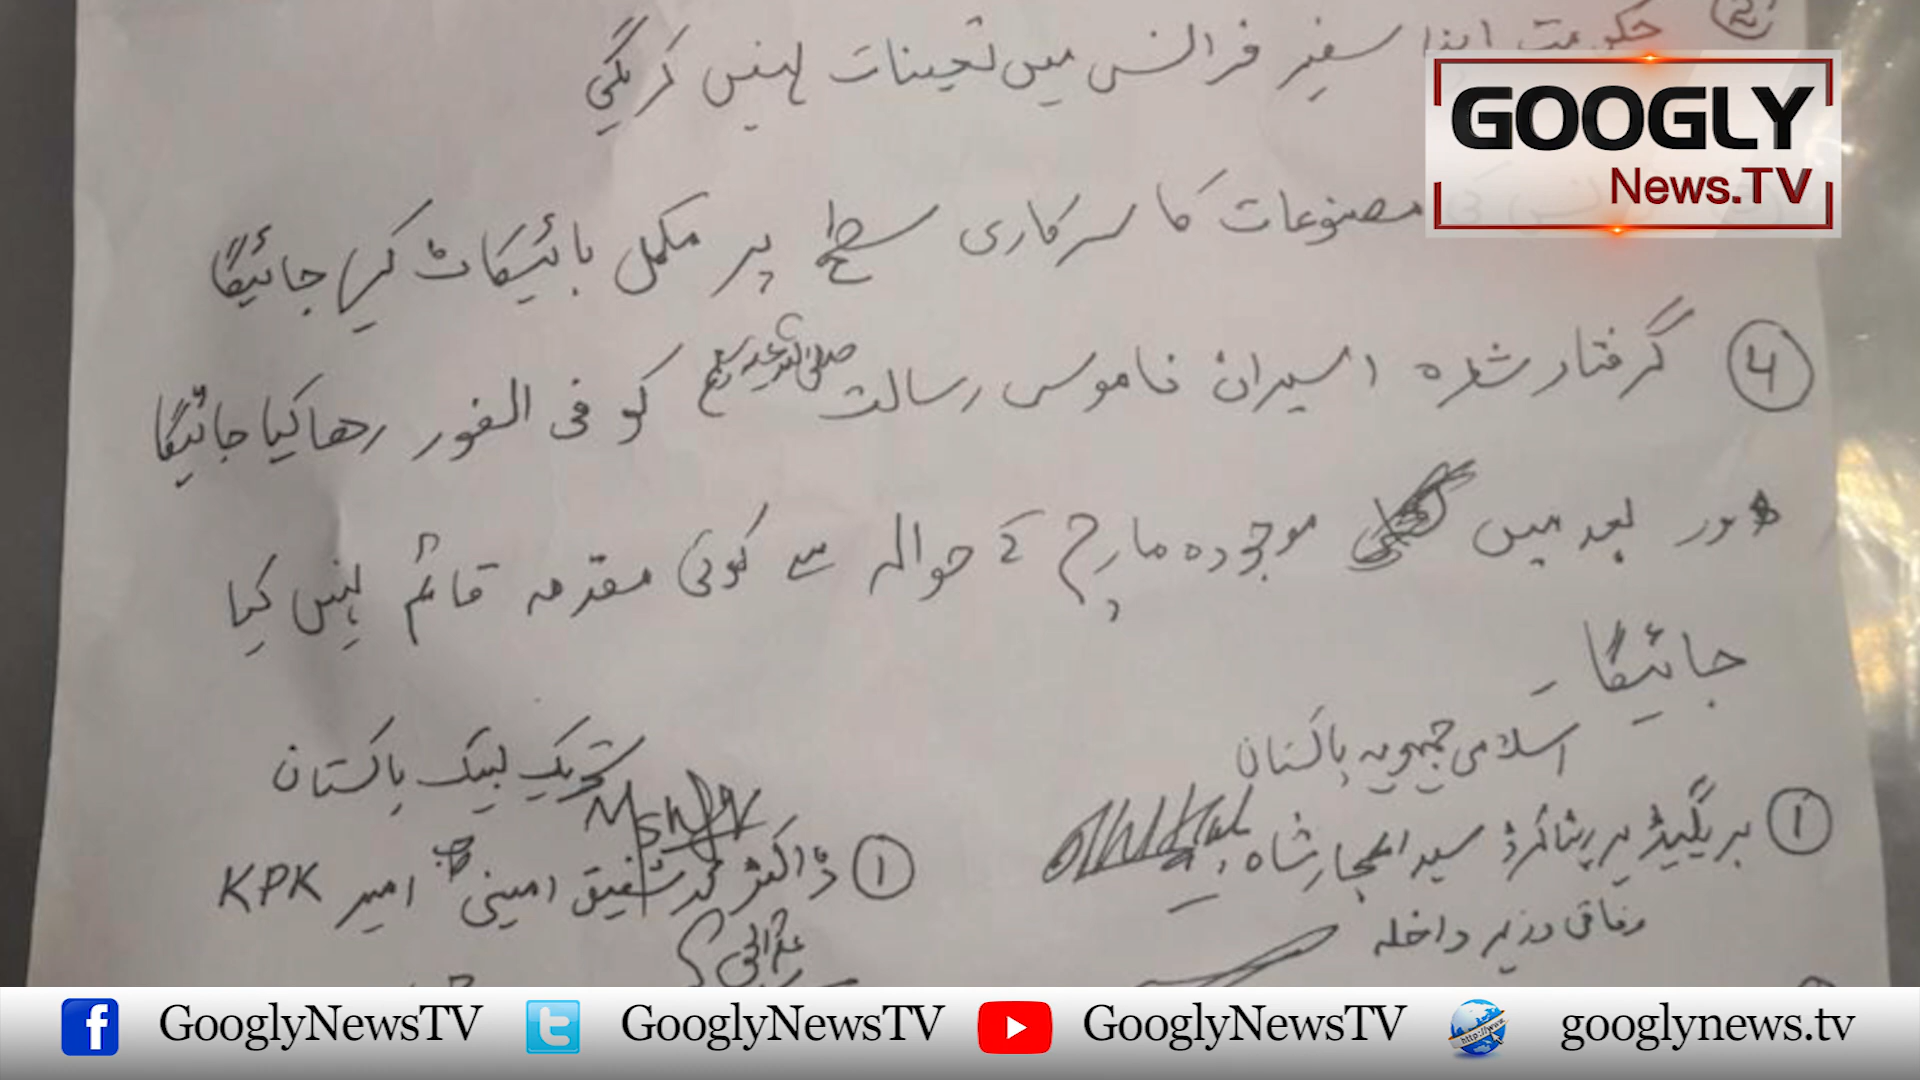 ② حکومت اپنا سفیر فرانس میں تعینات نہیں کریگی
GOOGLY
News.TV
مصنوعات کا سرکاری سطح پر مکمل بائیکاٹ کیا جائیگا
④ گرفتار شدہ اسیران ناموس رسالت صلی اللہ علیہ وسلم کو فی الفور رھا کیا جائیگا
اور بعد میں موجودہ مارچ کے حوالہ سے کوئی مقدمہ قائم نہیں کیا
جائیگا ۔
اسلامی جمہوریہ پاکستان
تحریک لبیک پاکستان
① بریگیڈیر ریٹائرڈ سید اعجاز شاہ
وفاقی وزیر داخلہ
① ڈاکٹر محمد شفیق امینی امیر KPK
GooglyNewsTV GooglyNewsTV GooglyNewsTV googlynews.tv